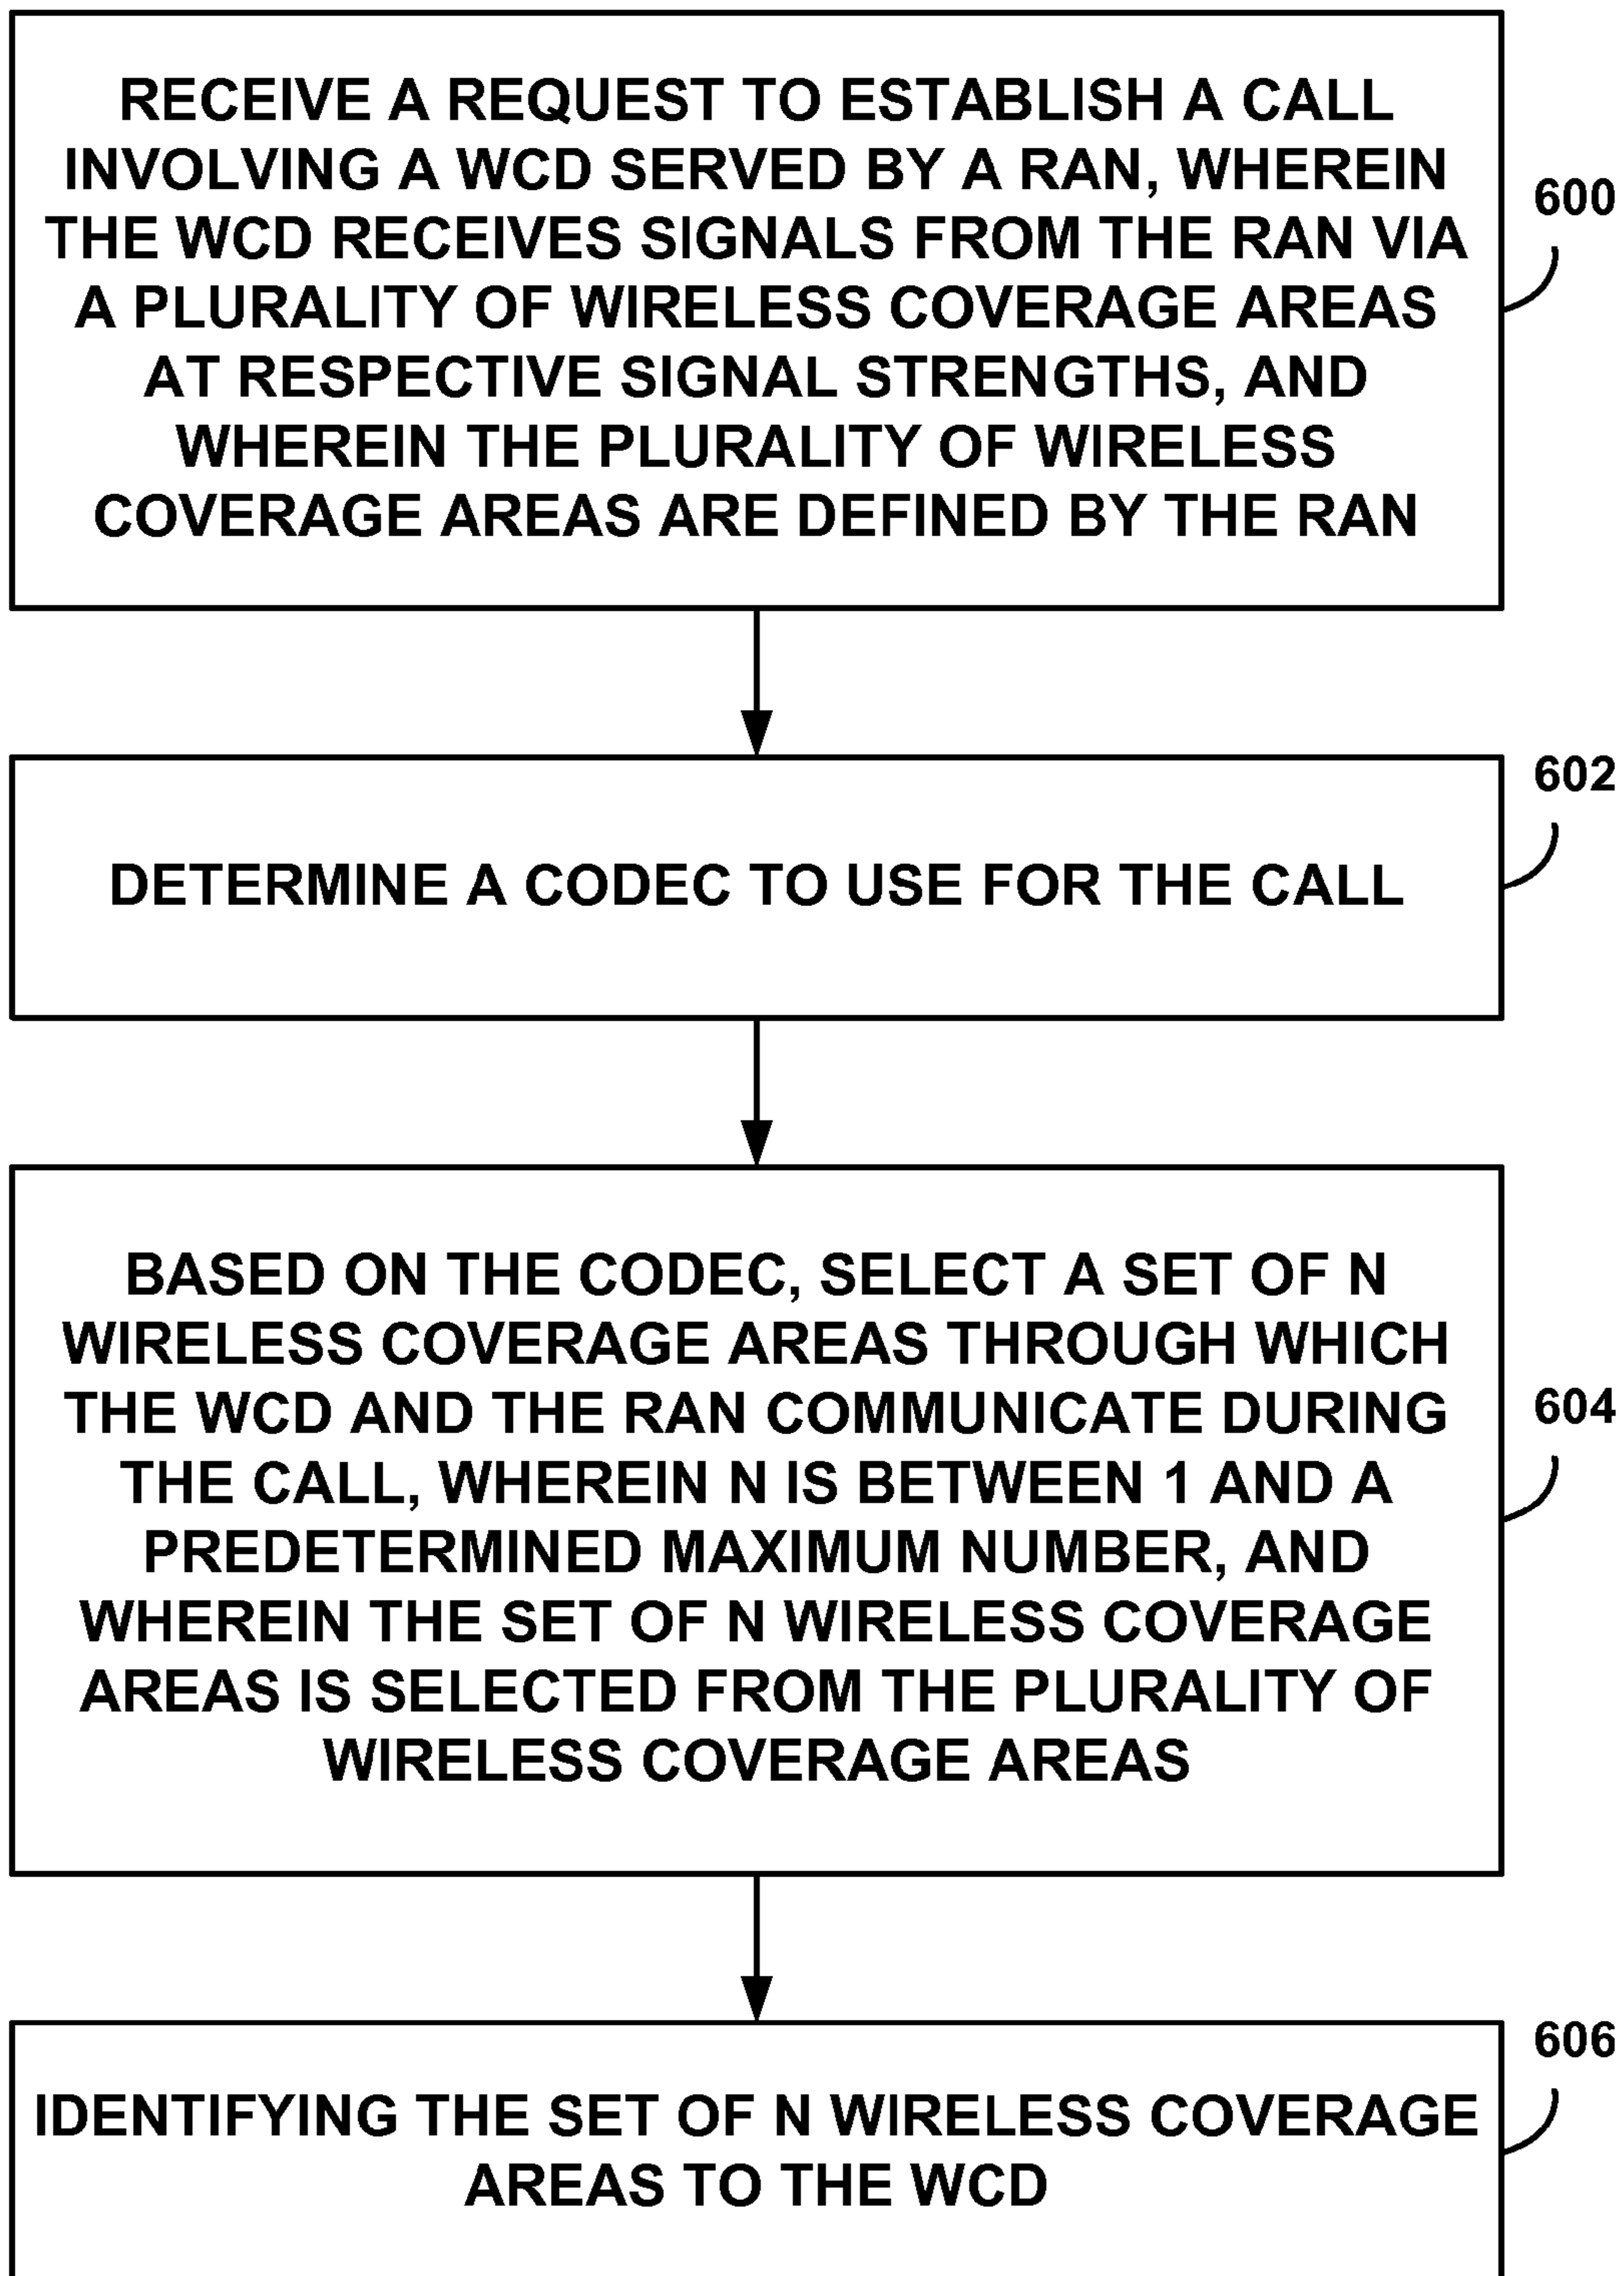 RECEIVE A REQUEST TO ESTABLISH A CALL
INVOLVING A WCD SERVED BY A RAN, WHEREIN
THE WCD RECEIVES SIGNALS FROM THE RAN VIA
A PLURALITY OF WIRELESS COVERAGE AREAS
AT RESPECTIVE SIGNAL STRENGTHS, AND
WHEREIN THE PLURALITY OF WIRELESS
COVERAGE AREAS ARE DEFINED BY THE RAN
600
DETERMINE A CODEC TO USE FOR THE CALL
602
BASED ON THE CODEC, SELECT A SET OF N
WIRELESS COVERAGE AREAS THROUGH WHICH
THE WCD AND THE RAN COMMUNICATE DURING
THE CALL, WHEREIN N IS BETWEEN 1 AND A
PREDETERMINED MAXIMUM NUMBER, AND
WHEREIN THE SET OF N WIRELESS COVERAGE
AREAS IS SELECTED FROM THE PLURALITY OF
WIRELESS COVERAGE AREAS
604
IDENTIFYING THE SET OF N WIRELESS COVERAGE
AREAS TO THE WCD
606